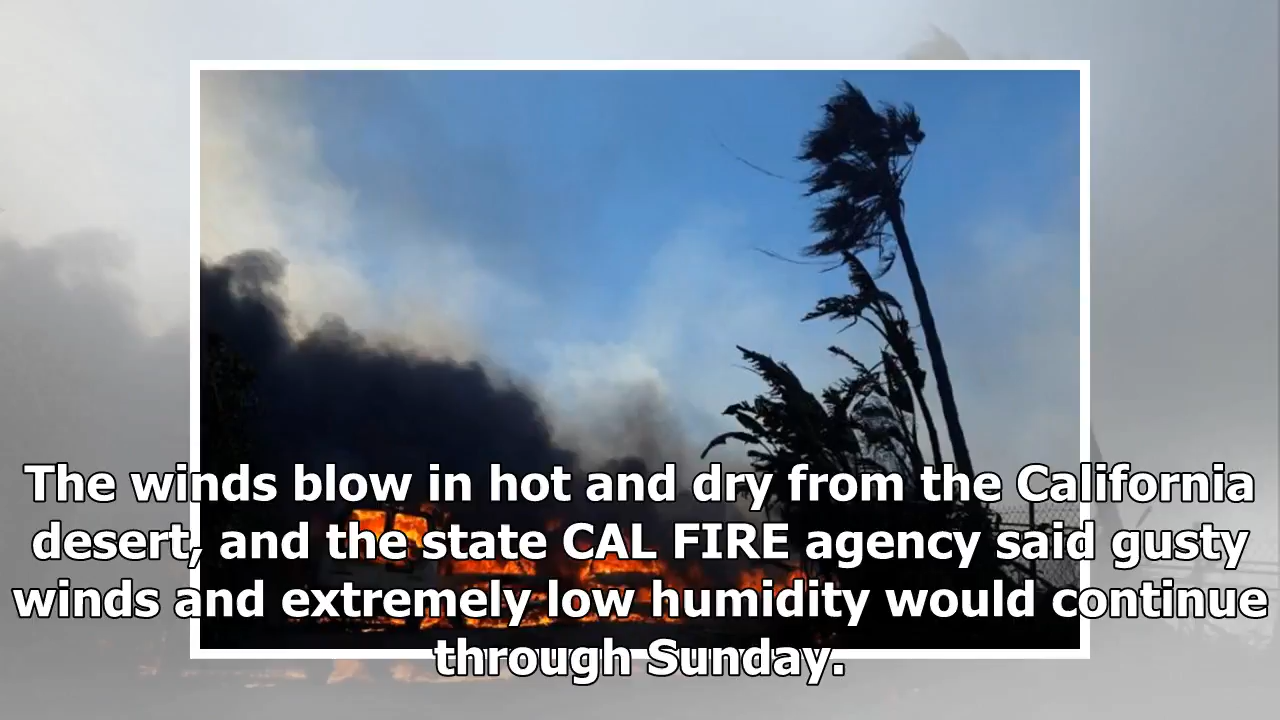 The winds blow in hot and dry from the California
desert, and the state CAL FIRE agency said gusty
winds and extremely low humidity would continue
through Sunday.